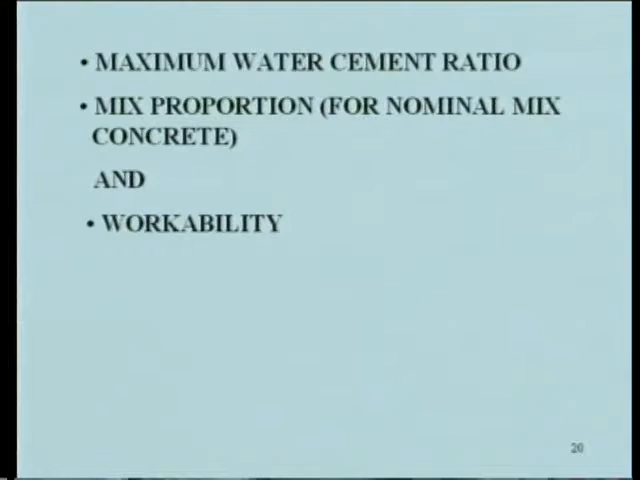 • MAXIMUM WATER CEMENT RATIO
• MIX PROPORTION (FOR NOMINAL MIX
CONCRETE)
AND
• WORKABILITY
20